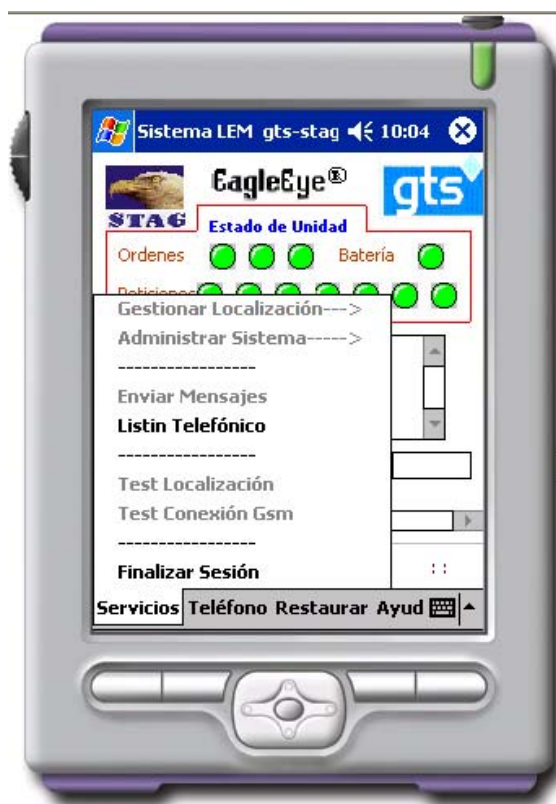 Sistema LEM gts-stag 10:04
EagleEye®
gts
STAG
Estado de Unidad
Ordenes Batería
Peticiones
Gestionar Localización--->
Administrar Sistema----->
-----------------
Enviar Mensajes
Listin Telefónico
-----------------
Test Localización
Test Conexión Gsm
-----------------
Finalizar Sesión
::
Servicios Teléfono Restaurar Ayud